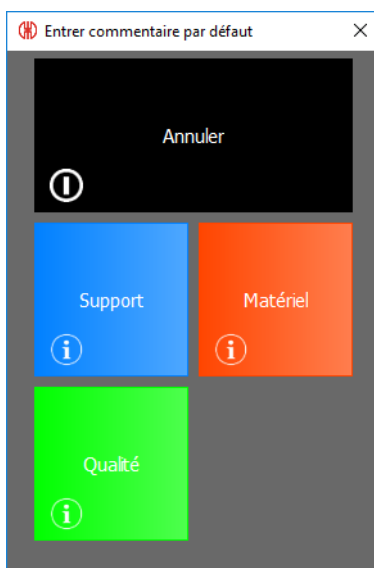 Entrer commentaire par défaut
Annuler
Support
Matériel
Qualité